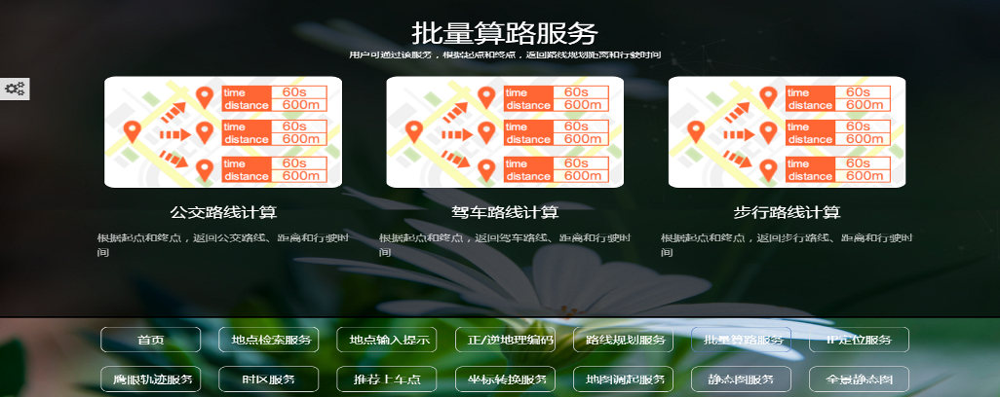 批量算路服务
用户可通过该服务，根据起点和终点，返回路线规划距离和行驶时间
time 60s
distance 600m
time 60s
distance 600m
time 60s
distance 600m
time 60s
distance 600m
time 60s
distance 600m
time 60s
distance 600m
time 60s
distance 600m
time 60s
distance 600m
time 60s
distance 600m
公交路线计算
驾车路线计算
步行路线计算
根据起点和终点，返回公交路线、距离和行驶时
间
根据起点和终点，返回驾车路线、距离和行驶时
间
根据起点和终点，返回步行路线、距离和行驶时
间
首页 地点检索服务 地点输入提示 正/逆地理编码 路线规划服务 批量算路服务 IP定位服务
鹰眼轨迹服务 时区服务 推荐上车点 坐标转换服务 地图调起服务 静态图服务 全景静态图